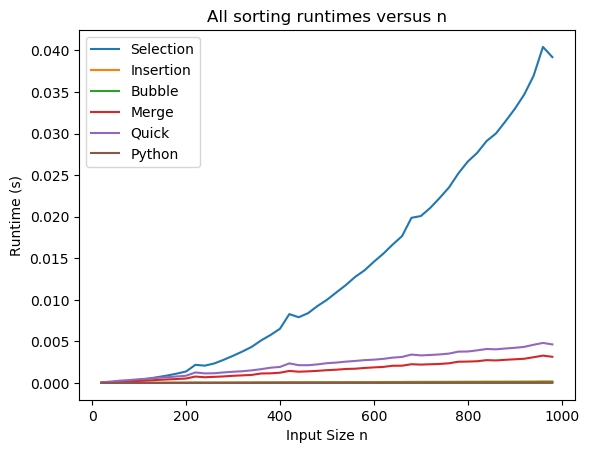 All sorting runtimes versus n
Selection
Insertion
Bubble
Merge
Quick
Python
Runtime (s)
0.040
0.035
0.030
0.025
0.020
0.015
0.010
0.005
0.000
0 200 400 600 800 1000
Input Size n